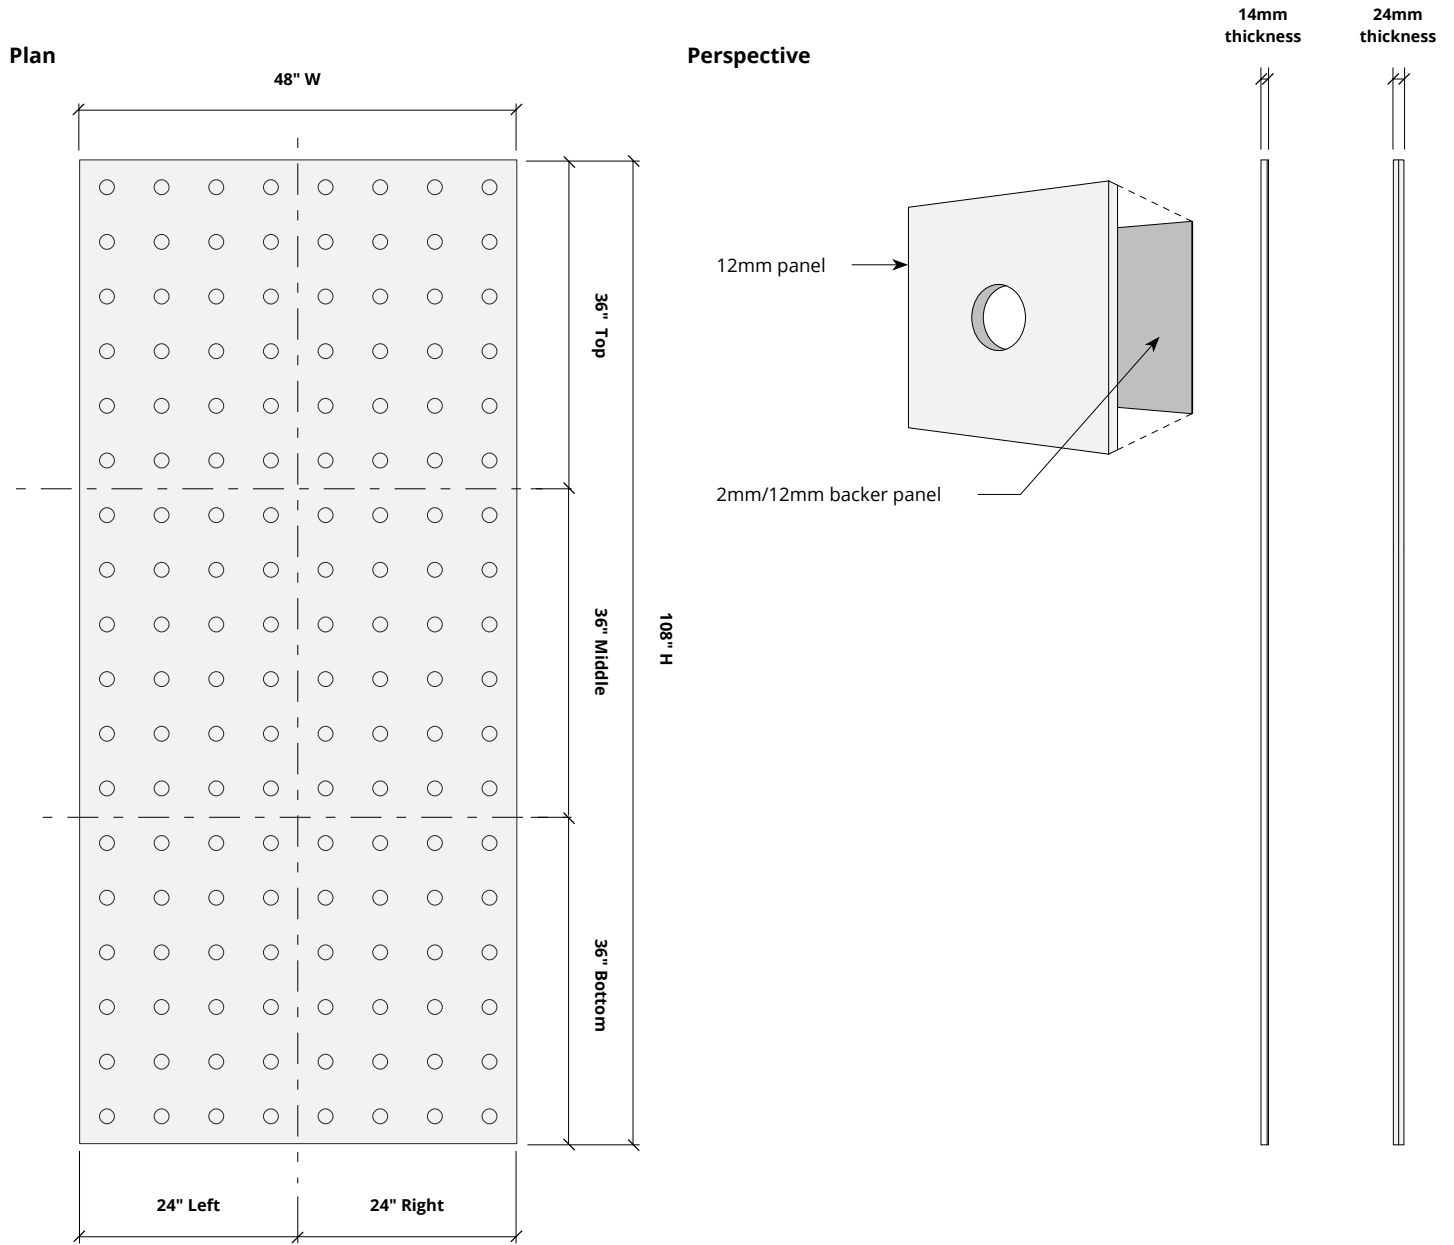 Plan
Perspective
14mm
thickness
24mm
thickness
48" W
12mm panel
36" Top
2mm/12mm backer panel
36" Middle
108" H
36" Bottom
24" Left
24" Right